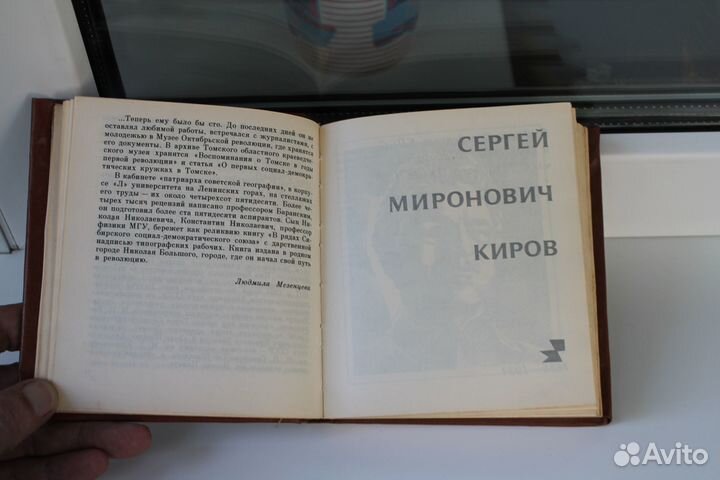 ...Теперь ему было бы сто. До последних дней он не
оставлял любимой работы, встречался с журналистами, с
молодежью в Музее Октябрьской революции, где хранятся
его документы. В архиве Томского областного краеведче-
ского музея хранятся «Воспоминания о Томске в годы
первой революции» и статья «О первых социал-демокра-
тических кружках в Томске».
В кабинете «патриарха советской географии», в корпу-
се «Л» университета на Ленинских горах, на стеллажах
его труды — их около четырехсот пятидесяти. Более че-
тырех тысяч рецензий написано профессором Баранским,
он подготовил более ста пятидесяти аспирантов. Сын Ни-
колая Николаевича, Константин Николаевич, профессор
физики МГУ, бережет как реликвию книгу «В рядах Си-
бирского социал-демократического союза» с дарственной
надписью типографских рабочих. Книга издана в родном
городе Николая Большого, городе, где он начал свой путь
в революцию.
Людмила Мезенцева
СЕРГЕЙ
МИРОНОВИЧ
КИРОВ
Avito